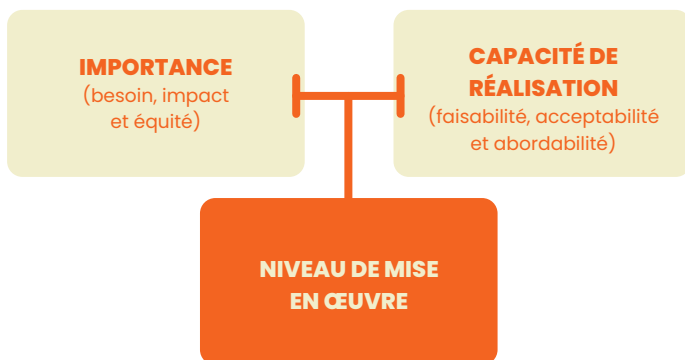 IMPORTANCE
(besoin, impact
et équité)
CAPACITÉ DE
RÉALISATION
(faisabilité, acceptabilité
et abordabilité)
NIVEAU DE MISE
EN ŒUVRE